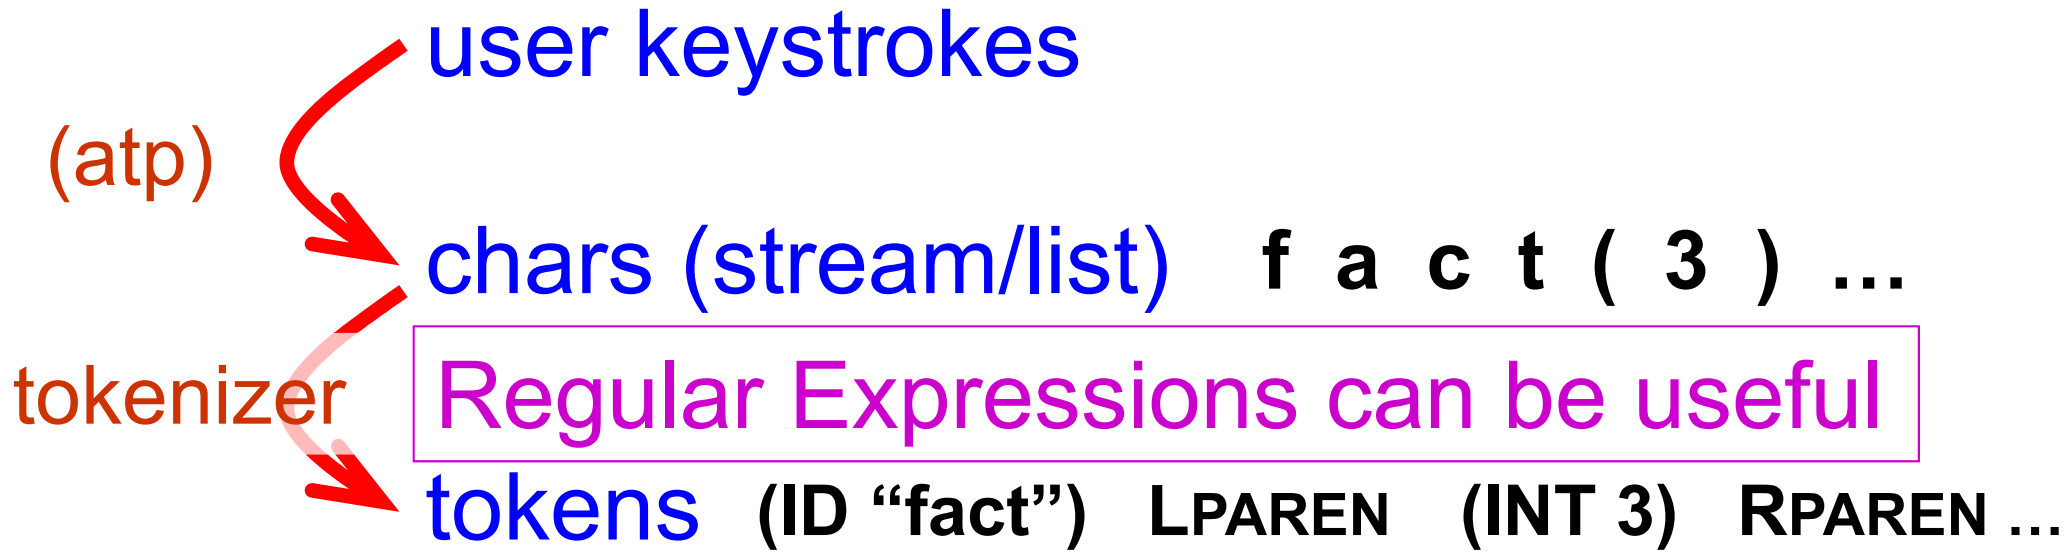 user keystrokes
(atp)
chars (stream/list) f a c t ( 3 ) …
tokenizer Regular Expressions can be useful
tokens (ID “fact”) LPAREN (INT 3) RPAREN …